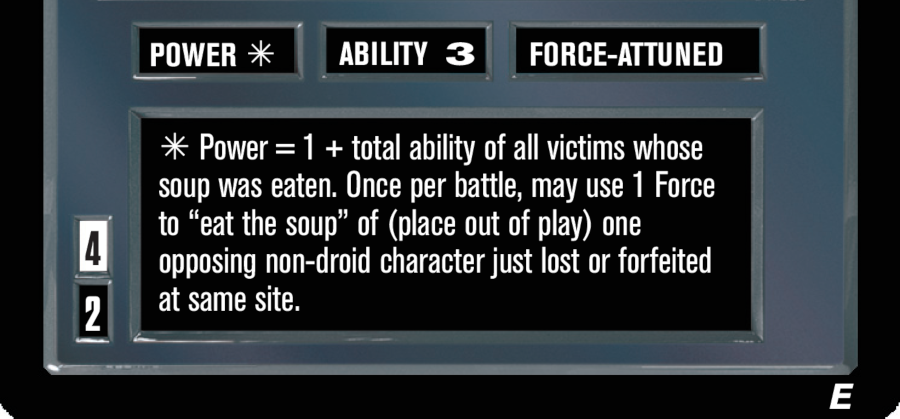 POWER ✳ ABILITY 3 FORCE-ATTUNED
✳ Power = 1 + total ability of all victims whose
soup was eaten. Once per battle, may use 1 Force
to “eat the soup” of (place out of play) one
opposing non-droid character just lost or forfeited
at same site.
4
2
E